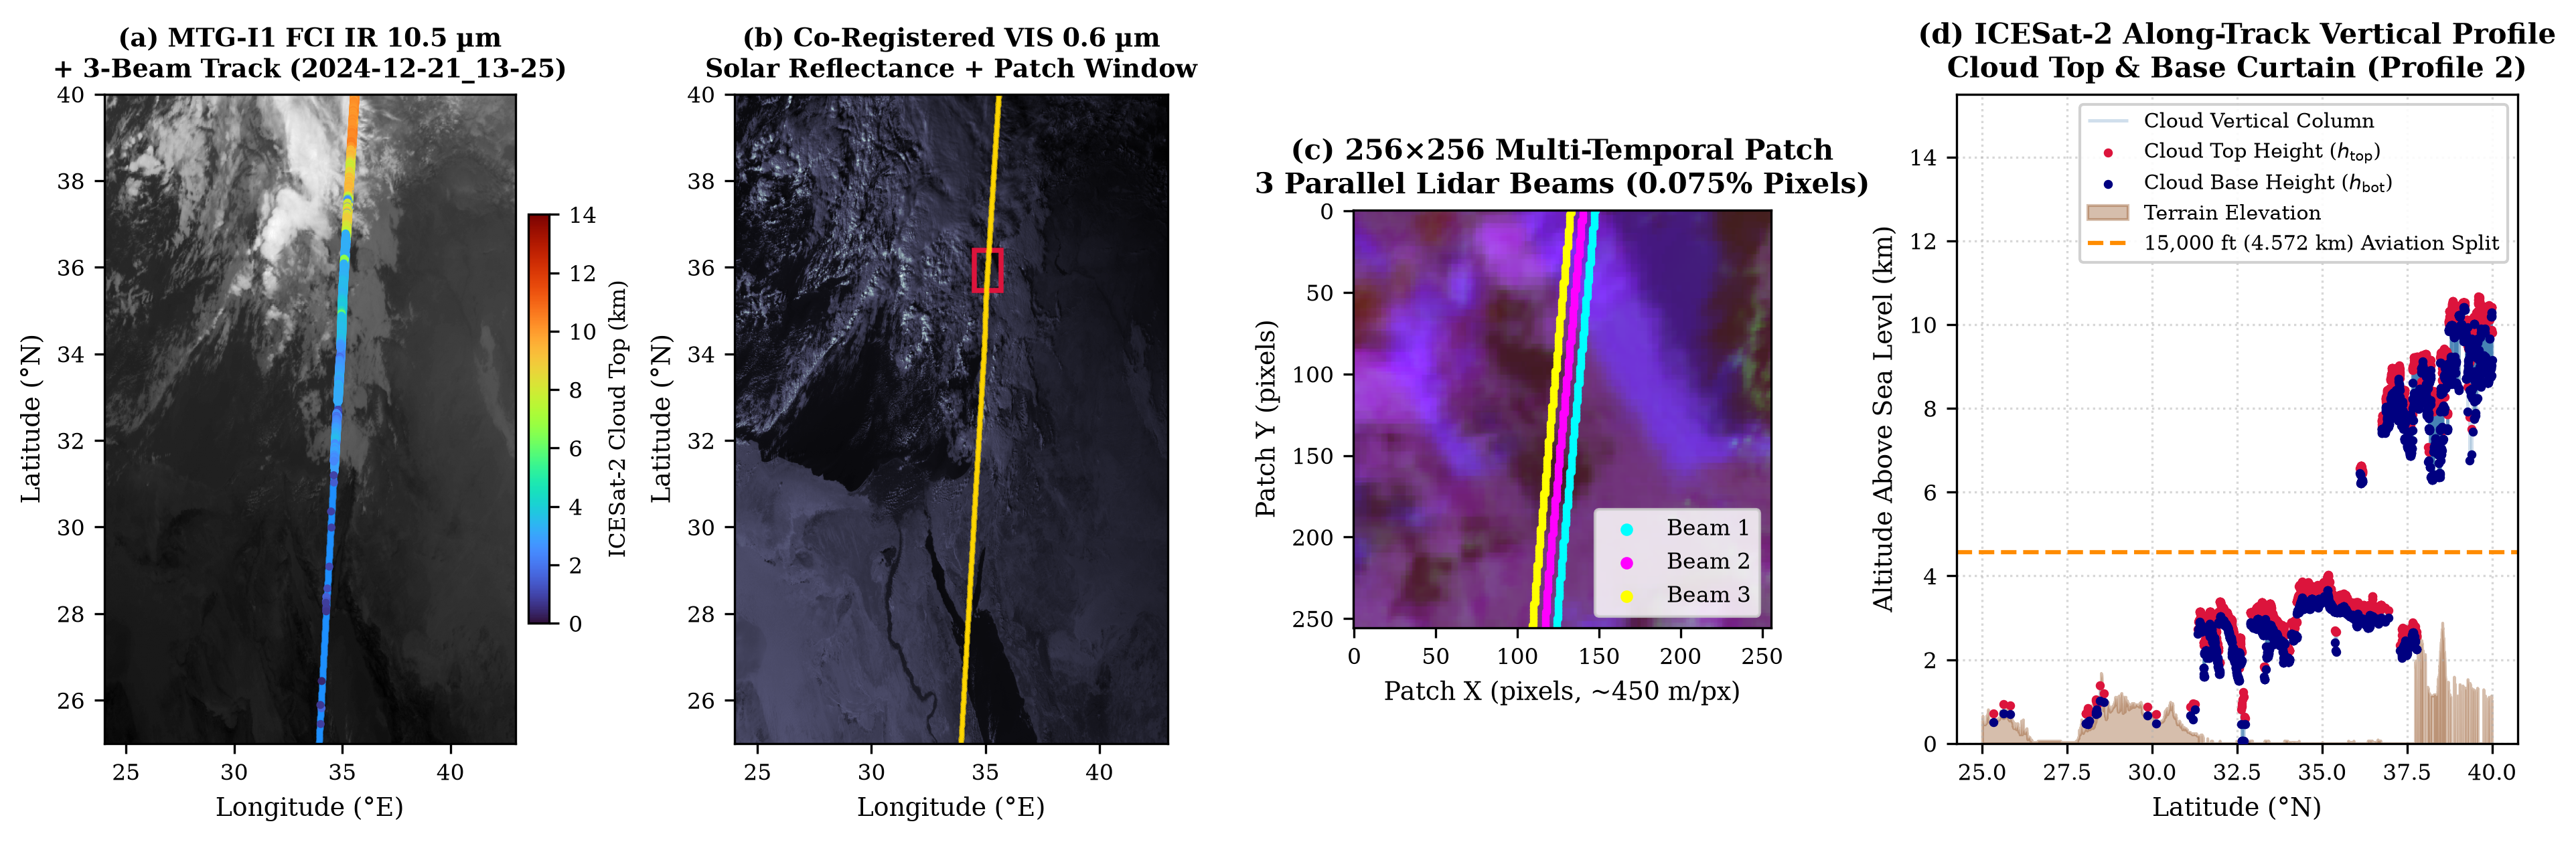 (a) MTG-I1 FCI IR 10.5 µm
+ 3-Beam Track (2024-12-21_13-25)
40
38
36
34
32
30
28
26
Latitude (°N)
25
30
35
40
Longitude (°E)
14
12
10
8
6
4
2
0
ICESat-2 Cloud Top (km)
(b) Co-Registered VIS 0.6 µm
Solar Reflectance + Patch Window
40
38
36
34
32
30
28
26
Latitude (°N)
25
30
35
40
Longitude (°E)
(c) 256×256 Multi-Temporal Patch
3 Parallel Lidar Beams (0.075% Pixels)
0
50
100
150
200
250
Patch Y (pixels)
Beam 1
Beam 2
Beam 3
0
50
100
150
200
250
Patch X (pixels, ~450 m/px)
(d) ICESat-2 Along-Track Vertical Profile
Cloud Top & Base Curtain (Profile 2)
Cloud Vertical Column
Cloud Top Height (h_top)
Cloud Base Height (h_bot)
Terrain Elevation
15,000 ft (4.572 km) Aviation Split
14
12
10
8
6
4
2
0
Altitude Above Sea Level (km)
25.0
27.5
30.0
32.5
35.0
37.5
40.0
Latitude (°N)